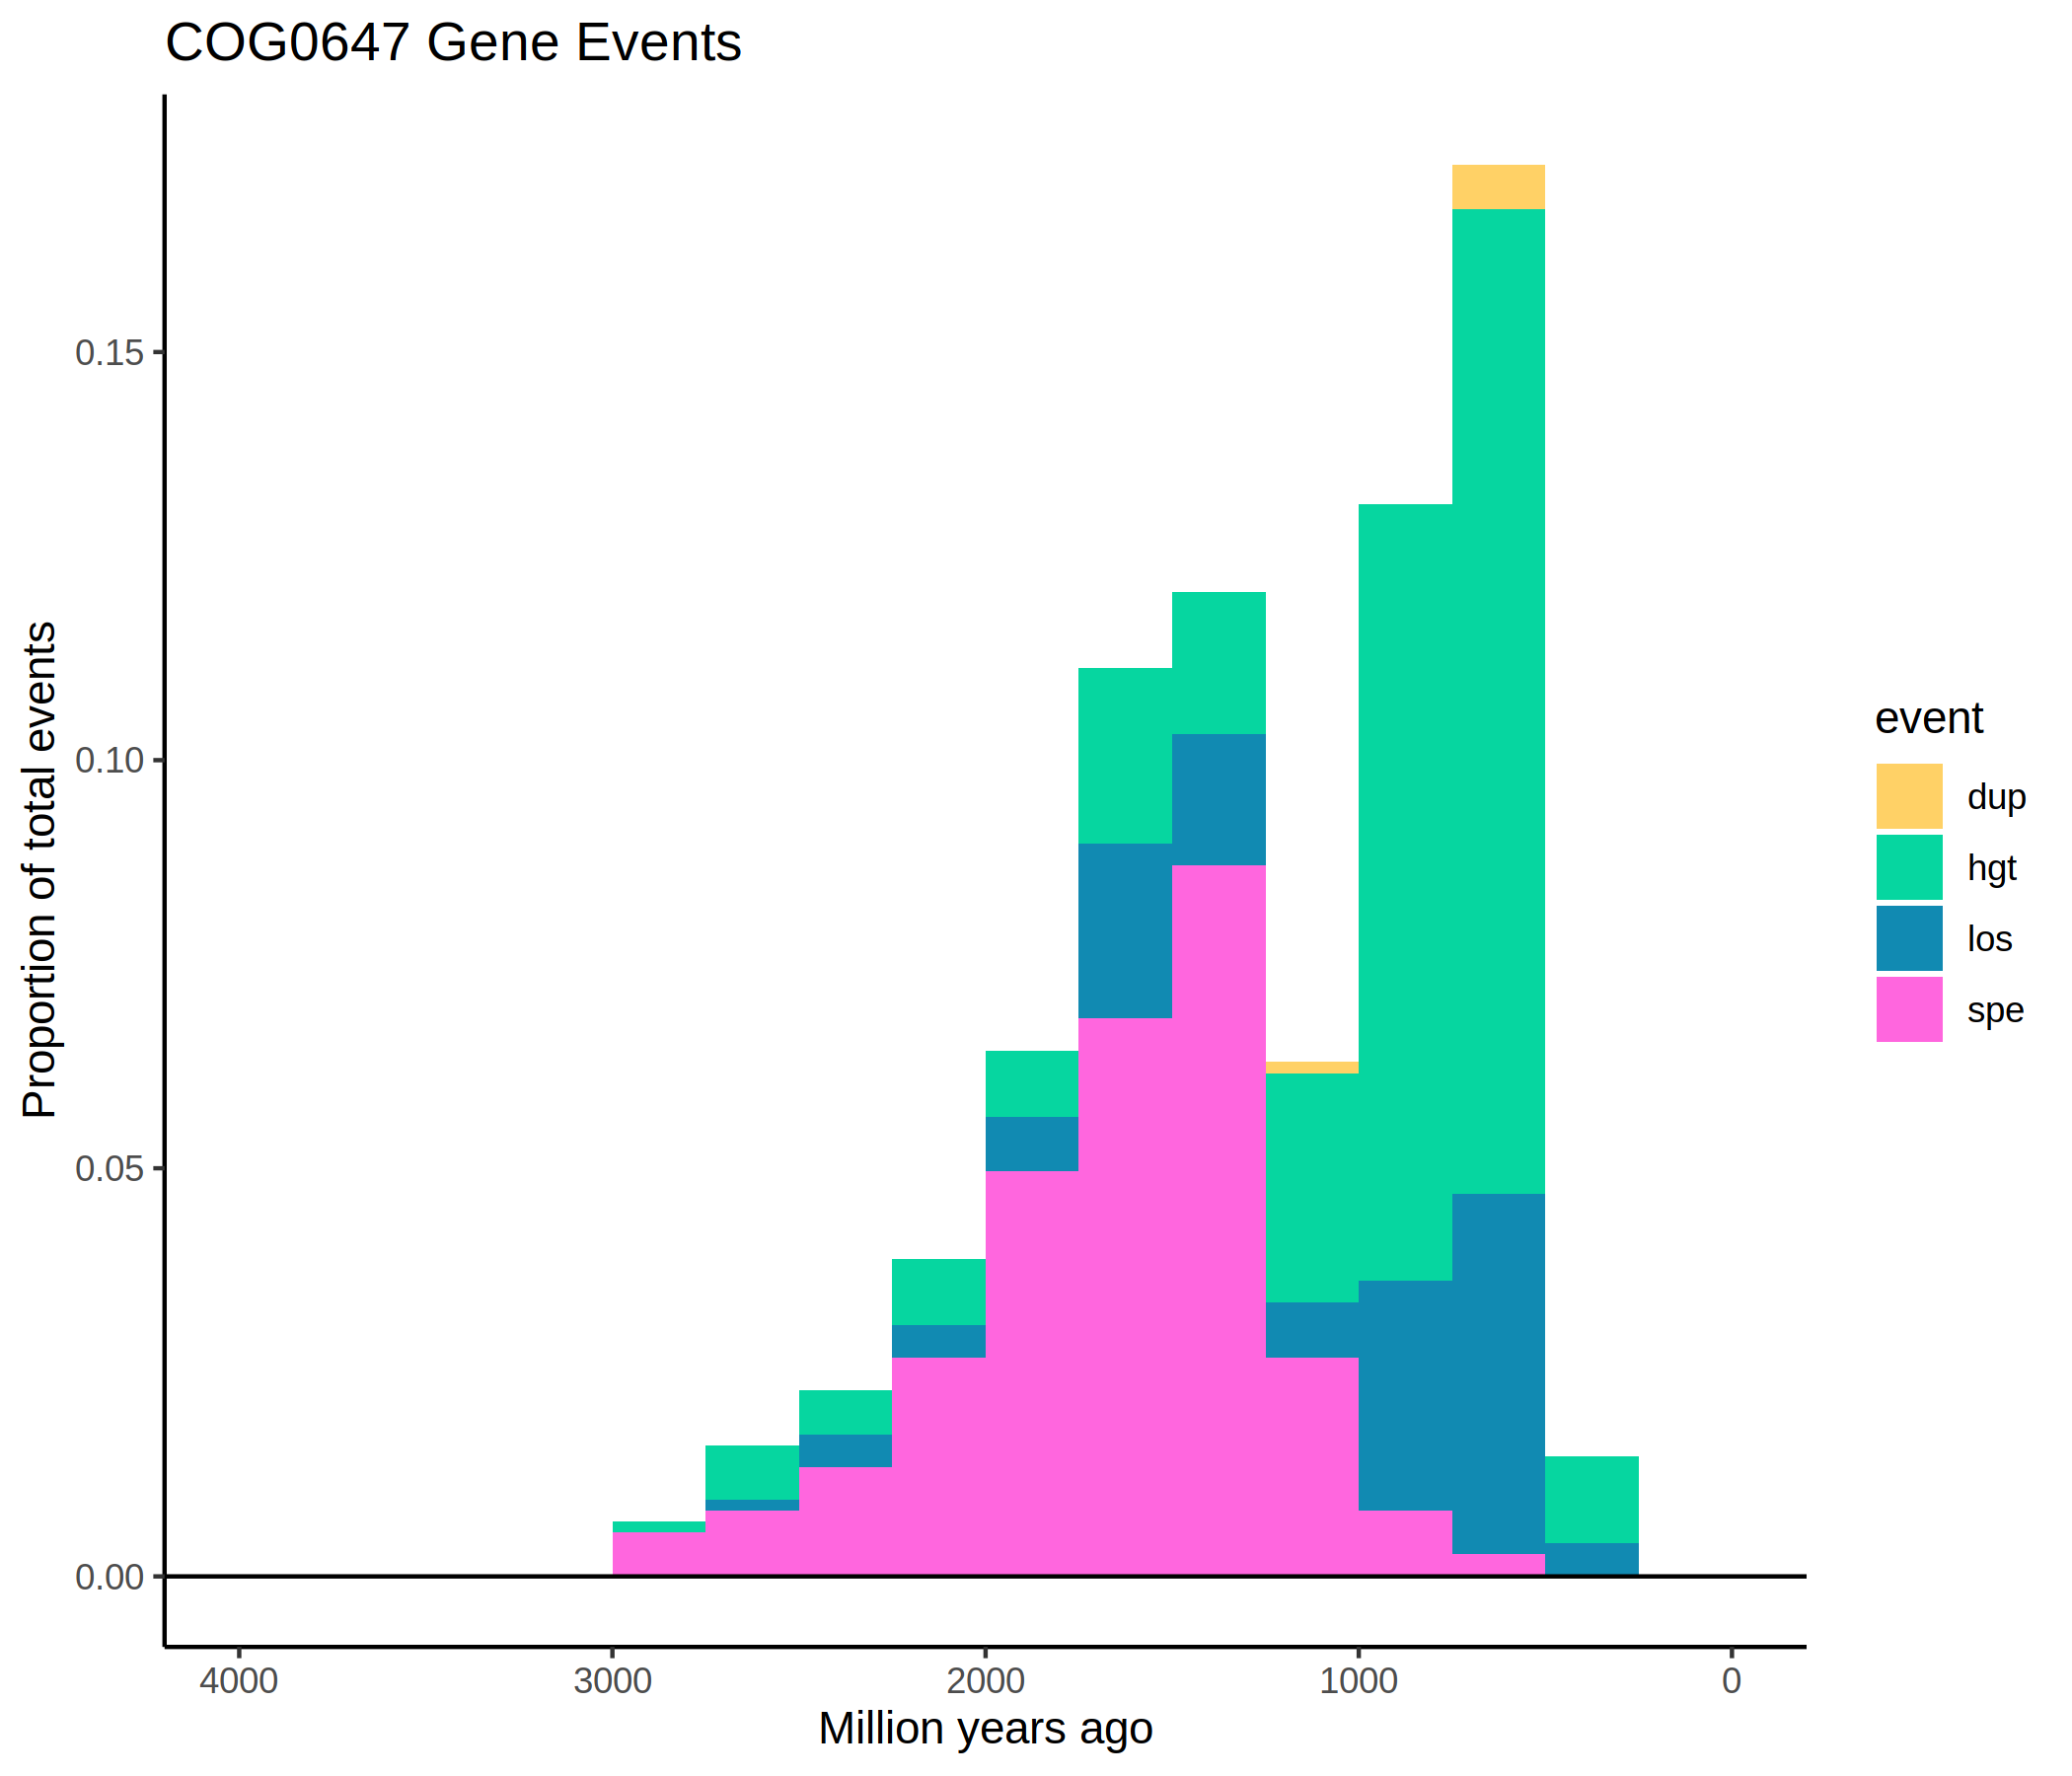 COG0647 Gene Events
Proportion of total events
0.15
0.10
0.05
0.00
4000 3000 2000 1000 0
Million years ago
event
dup
hgt
los
spe